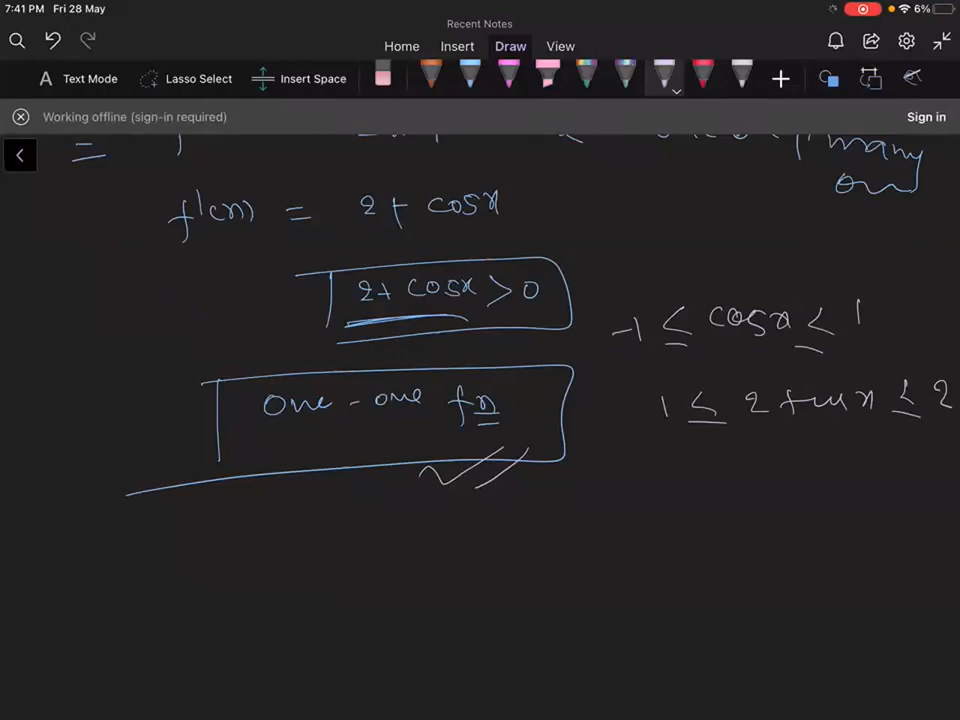 7:41 PM Fri 28 May
6%
Recent Notes
Home Insert Draw View
Text Mode Lasso Select Insert Space
Working offline (sign-in required) Sign in
many
f'(x) = 2 + cosx
2 + cosx > 0
-1 ≤ cosx ≤ 1
one - one fn
1 ≤ 2 + cos x ≤ 2